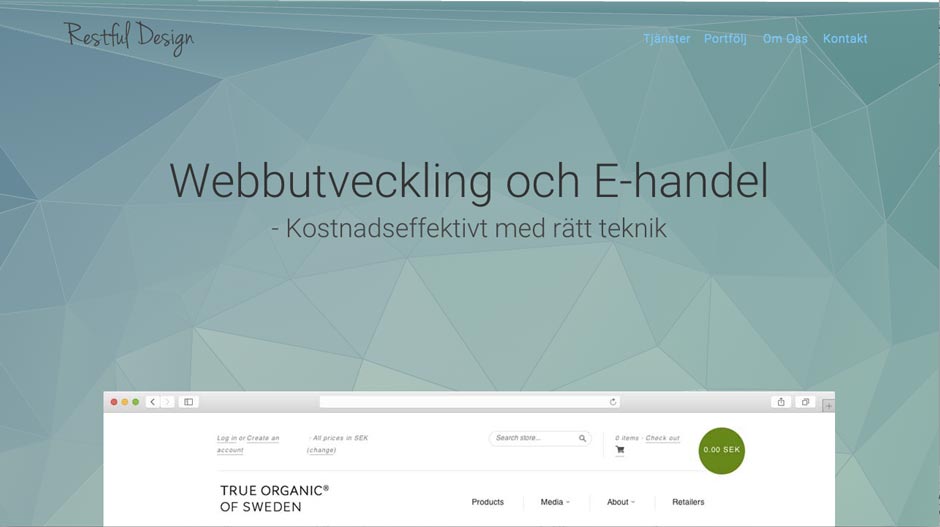 Restful Design
Tjänster Portfölj Om Oss Kontakt
Webbutveckling och E-handel
- Kostnadseffektivt med rätt teknik
Log in or Create an account
- All prices in SEK (change)
Search store...
0 items - Check out
0.00 SEK
TRUE ORGANIC®
OF SWEDEN
Products Media About Retailers